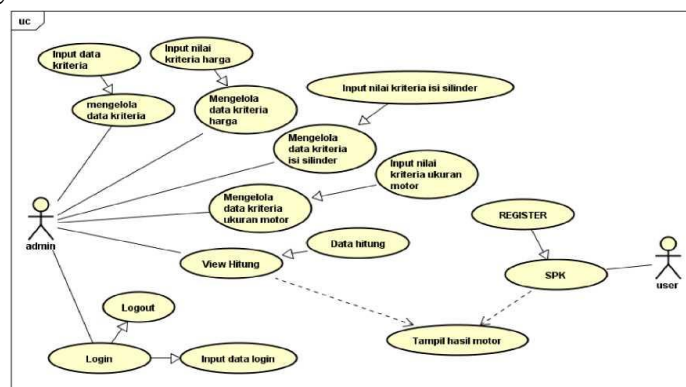 uc
Input data
kriteria
Input nilai
kriteria harga
Input nilai kriteria isi silinder
mengelola
data kriteria
Mengelola
data kriteria
harga
Mengelola
data kriteria
isi silinder
Input nilai
kriteria ukuran
motor
Mengelola
data kriteria
ukuran motor
REGISTER
admin
Data hitung
View Hitung
SPK
user
Logout
Tampil hasil motor
Login
Input data login